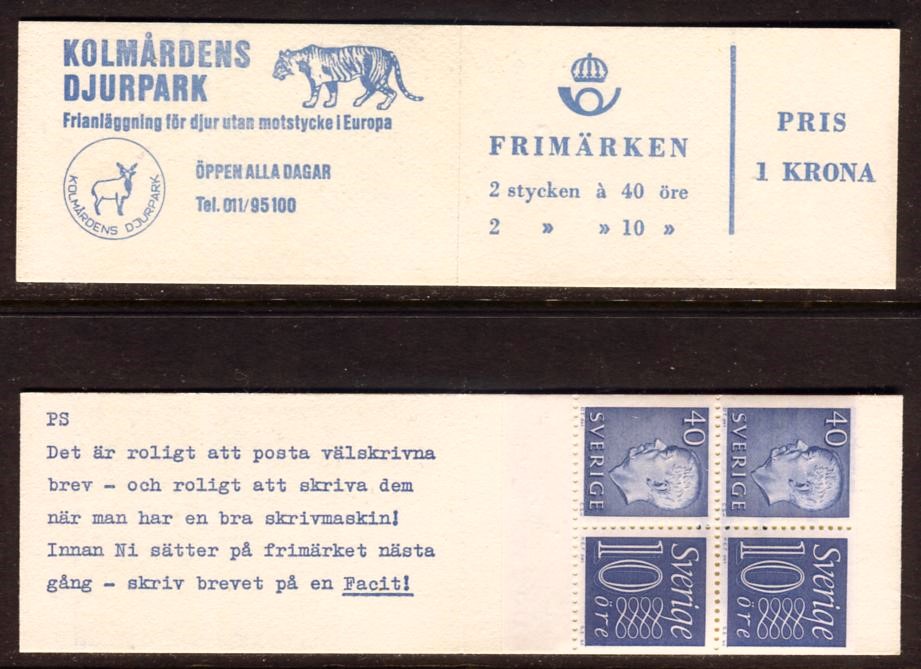 KOLMÅRDENS
DJURPARK
Frianläggning för djur utan motstycke i Europa
KOLMÅRDENS DJURPARK
ÖPPEN ALLA DAGAR
Tel. 011/95100
FRIMÄRKEN
2 stycken à 40 öre
2 » » 10 »
PRIS
1 KRONA
PS
Det är roligt att posta välskrivna
brev - och roligt att skriva dem
när man har en bra skrivmaskin!
Innan Ni sätter på frimärket nästa
gång - skriv brevet på en Facit!
40
SVERIGE
40
SVERIGE
Sverige
10
öre
Sverige
10
öre